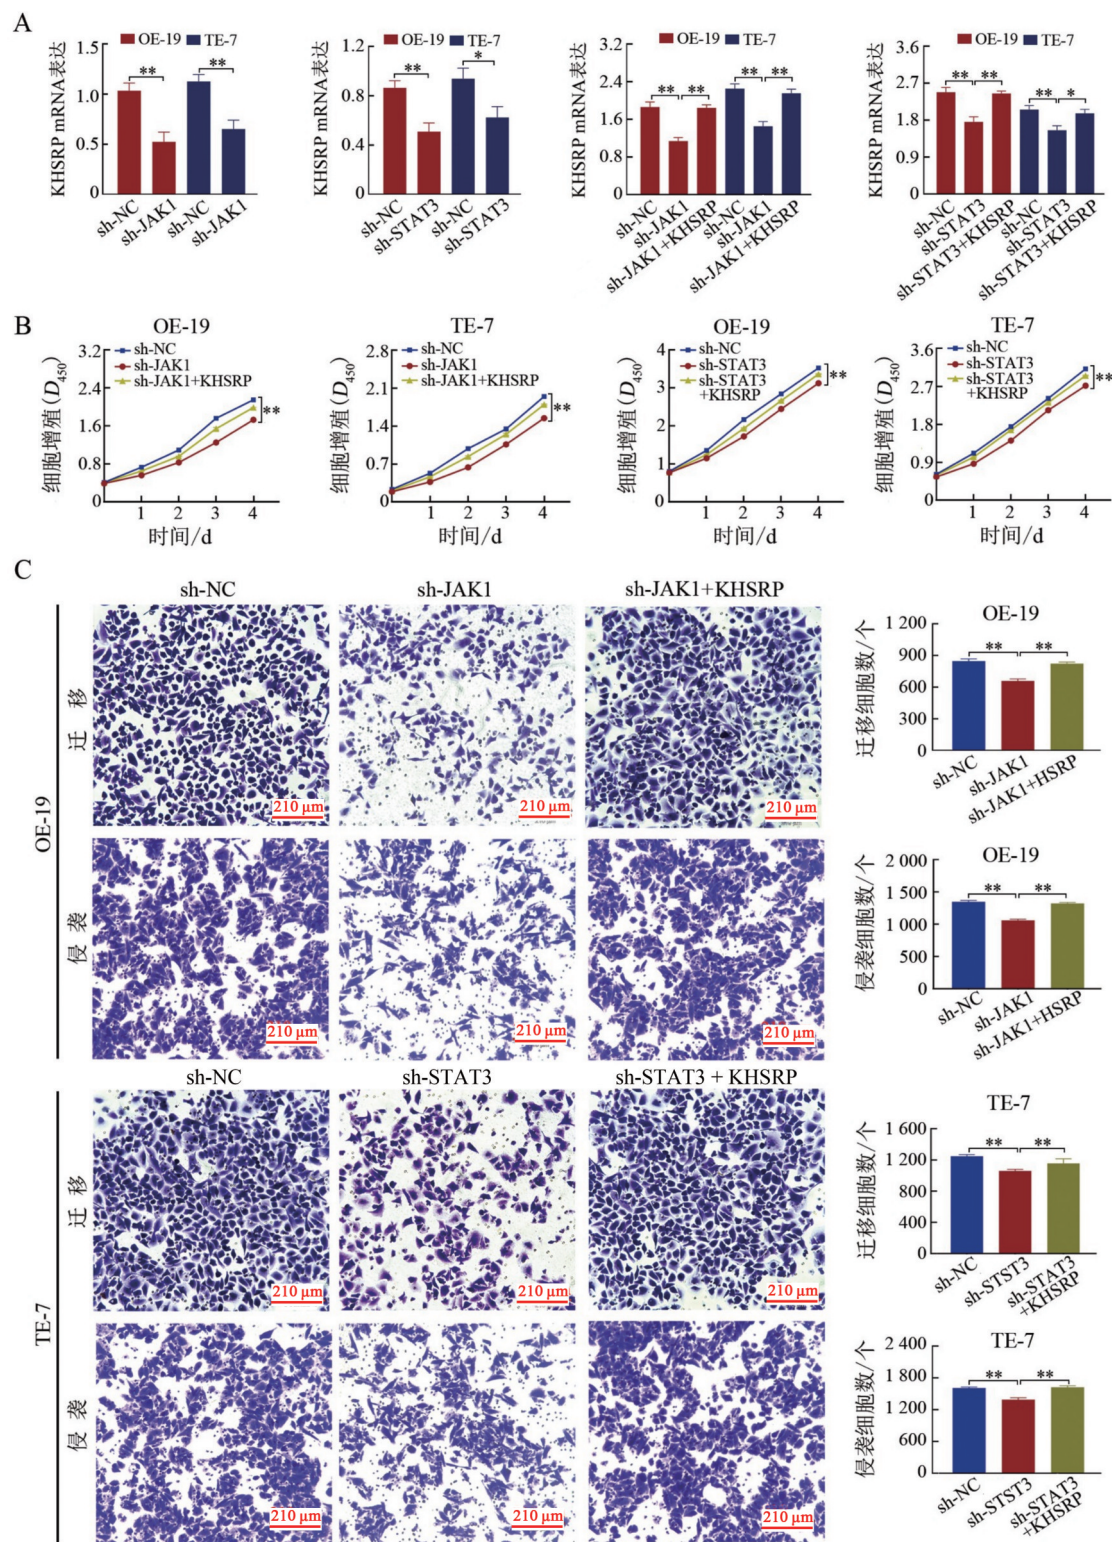 A
OE-19 TE-7
KHSRP mRNA表达
1.5
1.0
0.5
0
** **
sh-NC
sh-JAK1
sh-NC
sh-JAK1
OE-19 TE-7
KHSRP mRNA表达
1.2
0.8
0.4
0
** *
sh-NC
sh-STAT3
sh-NC
sh-STAT3
OE-19 TE-7
KHSRP mRNA表达
3.2
2.4
1.6
0
** ** ** **
sh-NC
sh-JAK1
sh-JAK1+KHSRP
sh-NC
sh-JAK1
sh-JAK1+KHSRP
OE-19 TE-7
KHSRP mRNA表达
3.6
2.7
1.8
0.9
0
** ** ** *
sh-NC
sh-STAT3
sh-STAT3+KHSRP
sh-NC
sh-STAT3
sh-STAT3+KHSRP
B
OE-19
细胞增殖(D450)
3.2
2.4
1.6
0.8
0
sh-NC
sh-JAK1
sh-JAK1+KHSRP
**
1 2 3 4
时间/d
TE-7
细胞增殖(D450)
2.8
2.1
1.4
0.7
0
sh-NC
sh-JAK1
sh-JAK1+KHSRP
**
1 2 3 4
时间/d
OE-19
细胞增殖(D450)
4
3
2
1
0
sh-NC
sh-STAT3
sh-STAT3
+KHSRP
**
1 2 3 4
时间/d
TE-7
细胞增殖(D450)
3.6
2.7
1.8
0.9
0
sh-NC
sh-STAT3
sh-STAT3
+KHSRP
**
1 2 3 4
时间/d
C
sh-NC sh-JAK1 sh-JAK1+KHSRP
OE-19
迁 移
210 μm 210 μm 210 μm
OE-19
迁移细胞数/个
1 200
900
600
300
0
** **
sh-NC
sh-JAK1
sh-JAK1+HSRP
侵 袭
210 μm 210 μm 210 μm
OE-19
侵袭细胞数/个
2 000
1 500
1 000
500
0
** **
sh-NC
sh-JAK1
sh-JAK1+HSRP
sh-NC sh-STAT3 sh-STAT3 + KHSRP
TE-7
迁 移
210 μm 210 μm 210 μm
TE-7
迁移细胞数/个
1 600
1 200
800
400
0
** **
sh-NC
sh-STST3
sh-STAT3
+KHSRP
侵 袭
210 μm 210 μm 210 μm
TE-7
侵袭细胞数/个
2 400
1 800
1 200
600
0
** **
sh-NC
sh-STST3
sh-STAT3
+KHSRP